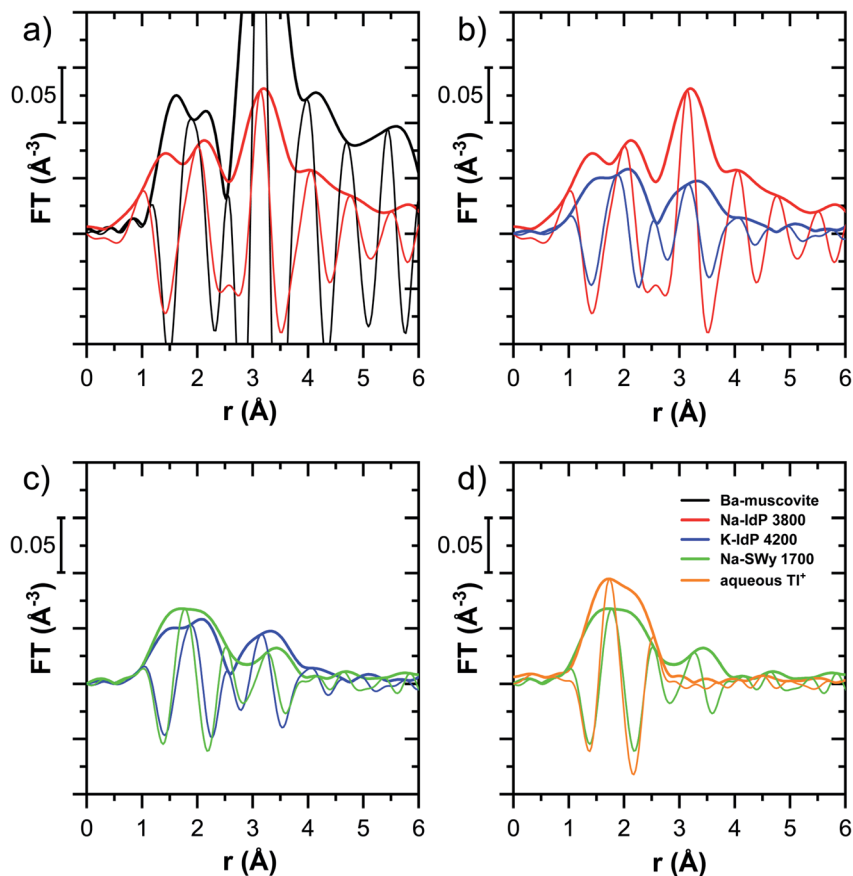 a)
b)
0.05
0.05
FT (Å⁻³)
FT (Å⁻³)
0 1 2 3 4 5 6
0 1 2 3 4 5 6
r (Å)
r (Å)
c)
d)
Ba-muscovite
Na-IdP 3800
K-IdP 4200
Na-SWy 1700
aqueous Tl⁺
0.05
0.05
FT (Å⁻³)
FT (Å⁻³)
0 1 2 3 4 5 6
0 1 2 3 4 5 6
r (Å)
r (Å)